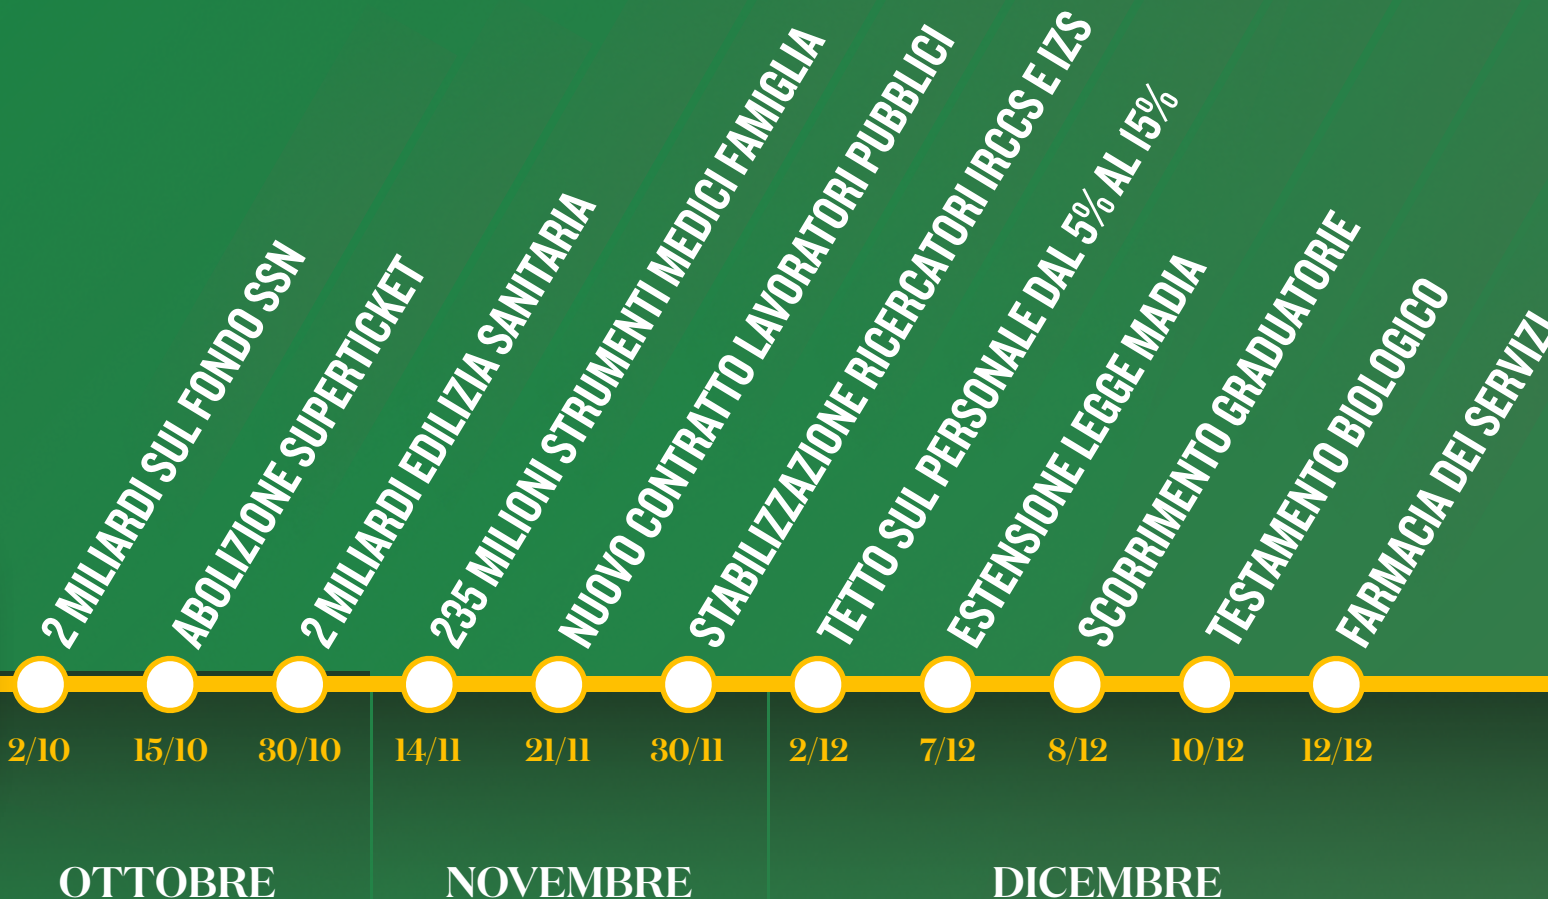 2 MILIARDI SUL FONDO SSN
ABOLIZIONE SUPERTICKET
2 MILIARDI EDILIZIA SANITARIA
235 MILIONI STRUMENTI MEDICI FAMIGLIA
NUOVO CONTRATTO LAVORATORI PUBBLICI
STABILIZZAZIONE RICERCATORI IRCCS E IZS
TETTO SUL PERSONALE DAL 5% AL 15%
ESTENSIONE LEGGE MADIA
SCORRIMENTO GRADUATORIE
TESTAMENTO BIOLOGICO
FARMACIA DEI SERVIZI
2/10
15/10
30/10
14/11
21/11
30/11
2/12
7/12
8/12
10/12
12/12
OTTOBRE
NOVEMBRE
DICEMBRE